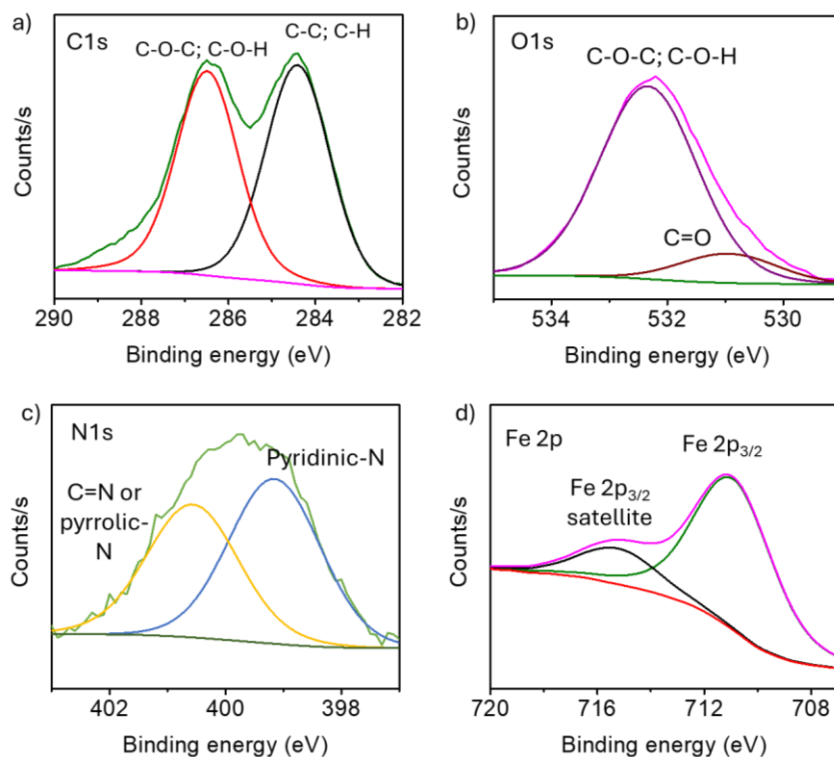 a)
C1s
C-O-C; C-O-H
C-C; C-H
Counts/s
290
288
286
284
282
Binding energy (eV)
b)
O1s
C-O-C; C-O-H
C=O
Counts/s
534
532
530
Binding energy (eV)
c)
N1s
Pyridinic-N
C=N or
pyrrolic-
N
Counts/s
402
400
398
Binding energy (eV)
d)
Fe 2p
Fe 2p3/2
Fe 2p3/2
satellite
Counts/s
720
716
712
708
Binding energy (eV)